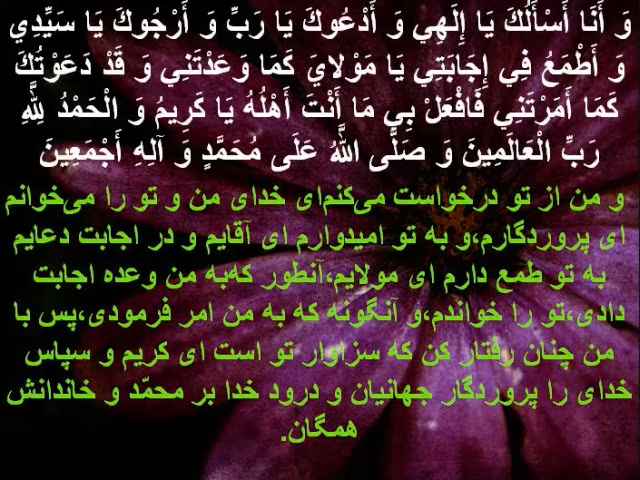 وَ أَنَا أَسْأَلُكَ يَا إِلَهِي وَ أَدْعُوكَ يَا رَبِّ وَ أَرْجُوكَ يَا سَيِّدِي
وَ أَطْمَعُ فِي إِجَابَتِي يَا مَوْلايَ كَمَا وَعَدْتَنِي وَ قَدْ دَعَوْتُكَ
كَمَا أَمَرْتَنِي فَافْعَلْ بِي مَا أَنْتَ أَهْلُهُ يَا كَرِيمُ وَ الْحَمْدُ لِلَّهِ
رَبِّ الْعَالَمِينَ وَ صَلَّى اللَّهُ عَلَى مُحَمَّدٍ وَ آلِهِ أَجْمَعِينَ
و من از تو درخواست می‌کنم‌ای خدای من و تو را می‌خوانم
ای پروردگارم،و به تو امیدوارم ای آقایم و در اجابت دعایم
به تو طمع دارم ای مولایم،آنطور که‌به من وعده اجابت
دادی،تو را خواندم،و آنگونه که به من امر فرمودی،پس با
من چنان رفتار کن که سزاوار تو است ای کریم و سپاس
خدای را پروردگار جهانیان و درود خدا بر محمّد و خاندانش
همگان.